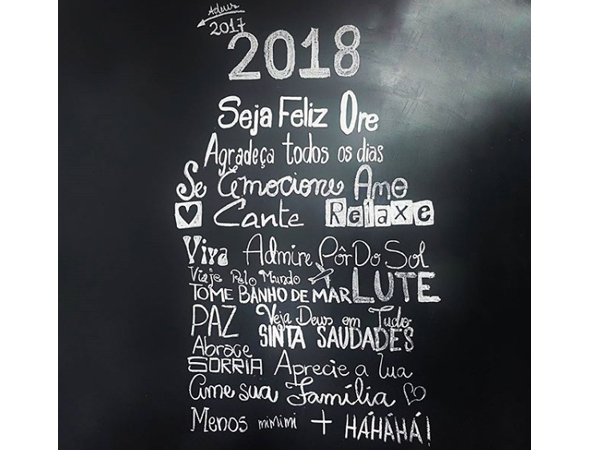 Adeus
2017
2018
Seja Feliz Ore
Agradeça todos os dias
Se Emocione Ame
Cante Relaxe
Viva Admire Pôr Do Sol
Viaje Pelo Mundo
TOME BANHO DE MAR LUTE
PAZ Veja Deus em Tudo
SINTA SAUDADES
Abrace
SORRIA Aprecie a Lua
Ame sua Família
Menos mimimi + HÁHÁHÁ!